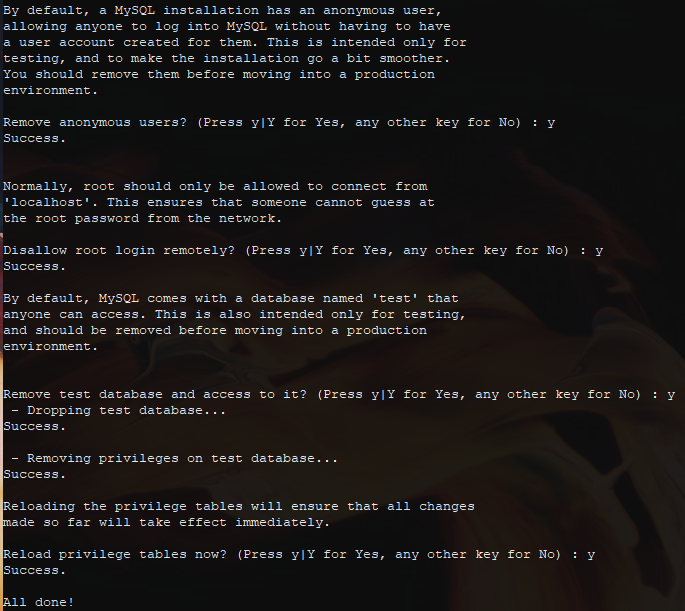 By default, a MySQL installation has an anonymous user,
allowing anyone to log into MySQL without having to have
a user account created for them. This is intended only for
testing, and to make the installation go a bit smoother.
You should remove them before moving into a production
environment.
Remove anonymous users? (Press y|Y for Yes, any other key for No) : y
Success.
Normally, root should only be allowed to connect from
'localhost'. This ensures that someone cannot guess at
the root password from the network.
Disallow root login remotely? (Press y|Y for Yes, any other key for No) : y
Success.
By default, MySQL comes with a database named 'test' that
anyone can access. This is also intended only for testing,
and should be removed before moving into a production
environment.
Remove test database and access to it? (Press y|Y for Yes, any other key for No) : y
 - Dropping test database...
Success.
 - Removing privileges on test database...
Success.
Reloading the privilege tables will ensure that all changes
made so far will take effect immediately.
Reload privilege tables now? (Press y|Y for Yes, any other key for No) : y
Success.
All done!